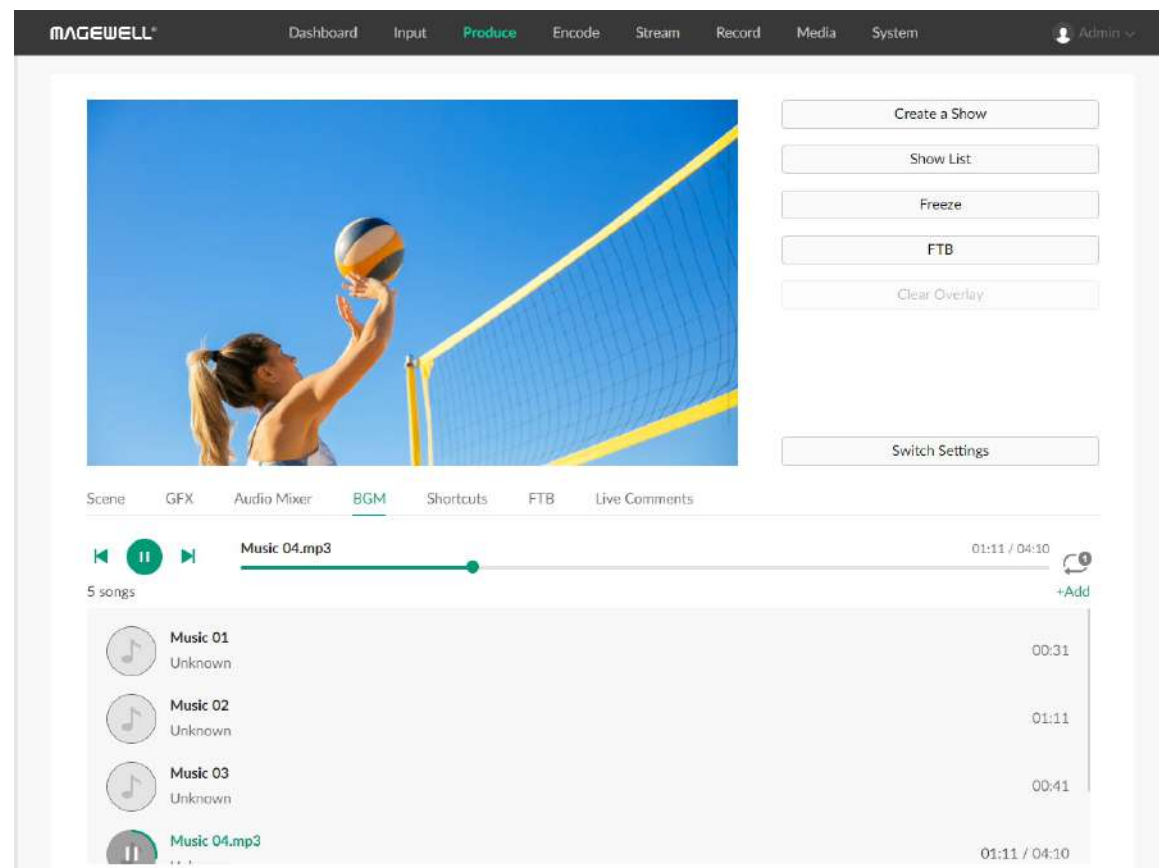 MAGEWELL®
Dashboard Input Produce Encode Stream Record Media System Admin
Create a Show
Show List
Freeze
FTB
Clear Overlay
Switch Settings
Scene GFX Audio Mixer BGM Shortcuts FTB Live Comments
Music 04.mp3 01:11 / 04:10
1
5 songs +Add
Music 01
Unknown 00:31
Music 02
Unknown 01:11
Music 03
Unknown 00:41
Music 04.mp3
01:11 / 04:10